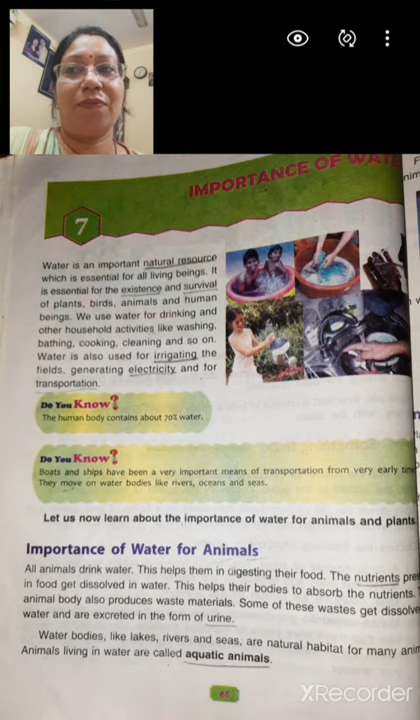 IMPORTANCE OF WATE
7
Water is an important natural resource
which is essential for all living beings. It
is essential for the existence and survival
of plants, birds, animals and human
beings. We use water for drinking and
other household activities like washing,
bathing, cooking, cleaning and so on.
Water is also used for irrigating the
fields, generating electricity and for
transportation.
Do You Know?
The human body contains about 70% water.
Do You Know?
Boats and ships have been a very important means of transportation from very early time
They move on water bodies like rivers, oceans and seas.
Let us now learn about the importance of water for animals and plants
Importance of Water for Animals
All animals drink water. This helps them in digesting their food. The nutrients pre
in food get dissolved in water. This helps their bodies to absorb the nutrients.
animal body also produces waste materials. Some of these wastes get dissolve
water and are excreted in the form of urine.
Water bodies, like lakes, rivers and seas, are natural habitat for many anim
Animals living in water are called aquatic animals.
XRecorder